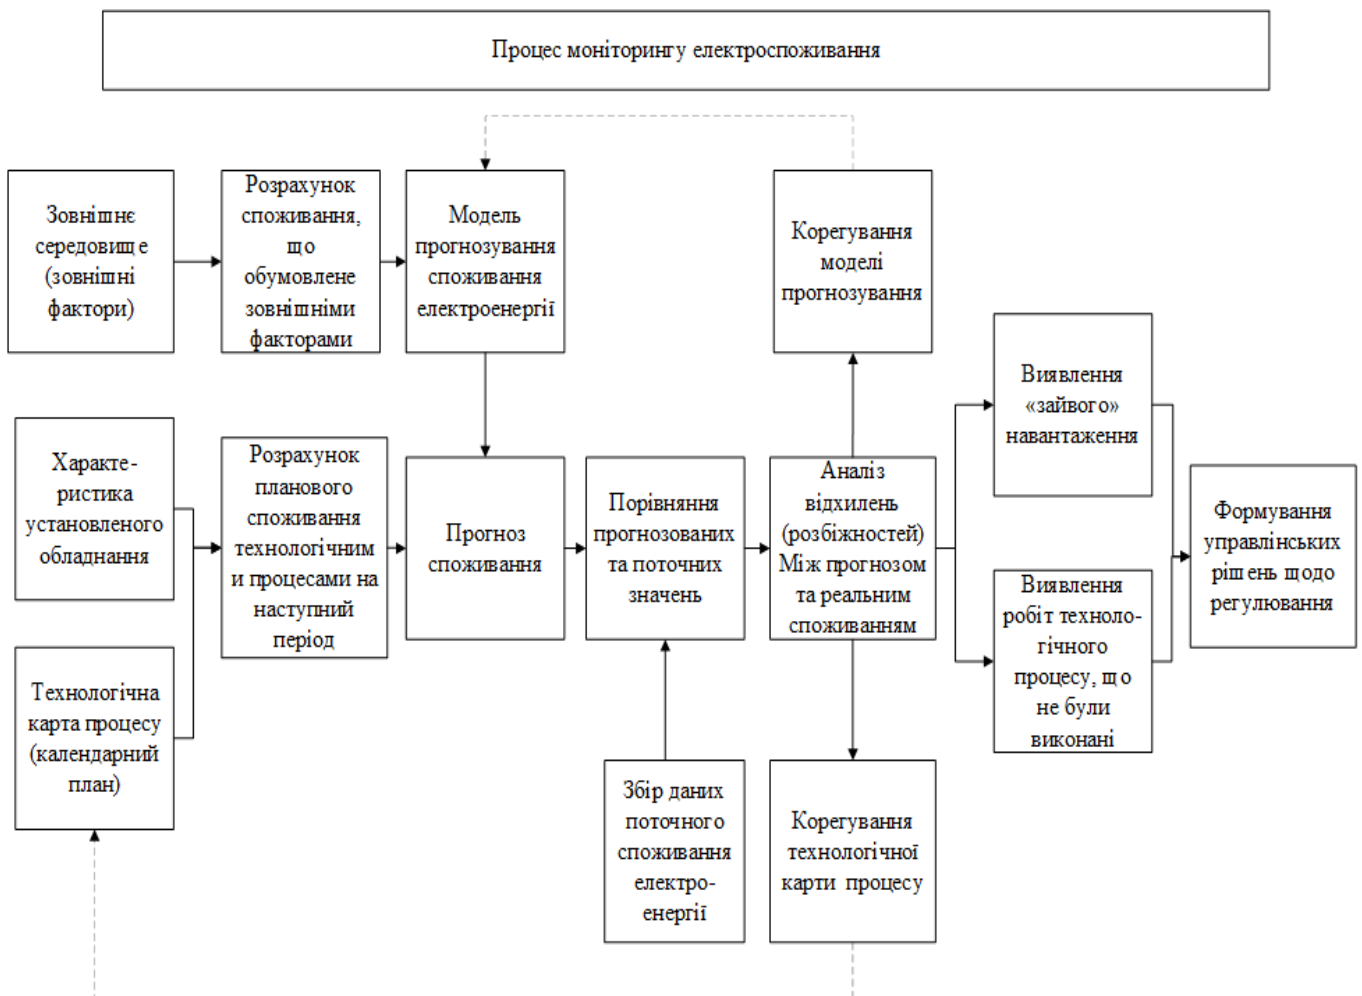 Процес моніторингу електроспоживання
Зовнішнє
середовище
(зовнішні
фактори)
Розрахунок
споживання,
що
обумовлене
зовнішніми
факторами
Модель
прогнозування
споживання
електроенергії
Корегування
моделі
прогнозування
Характе-
ристика
установленого
обладнання
Розрахунок
планового
споживання
технологічним
и процесами на
наступний
період
Прогноз
споживання
Порівняння
прогнозованих
та поточних
значень
Аналіз
відхилень
(розбіжностей)
Між прогнозом
та реальним
споживанням
Виявлення
«зайвого»
навантаження
Виявлення
робіт техноло-
гічного
процесу, що
не були
виконані
Формування
управлінських
рішень щодо
регулювання
Технологічна
карта процесу
(календарний
план)
Збір даних
поточного
споживання
електро-
енергії
Корегування
технологічної
карти процесу